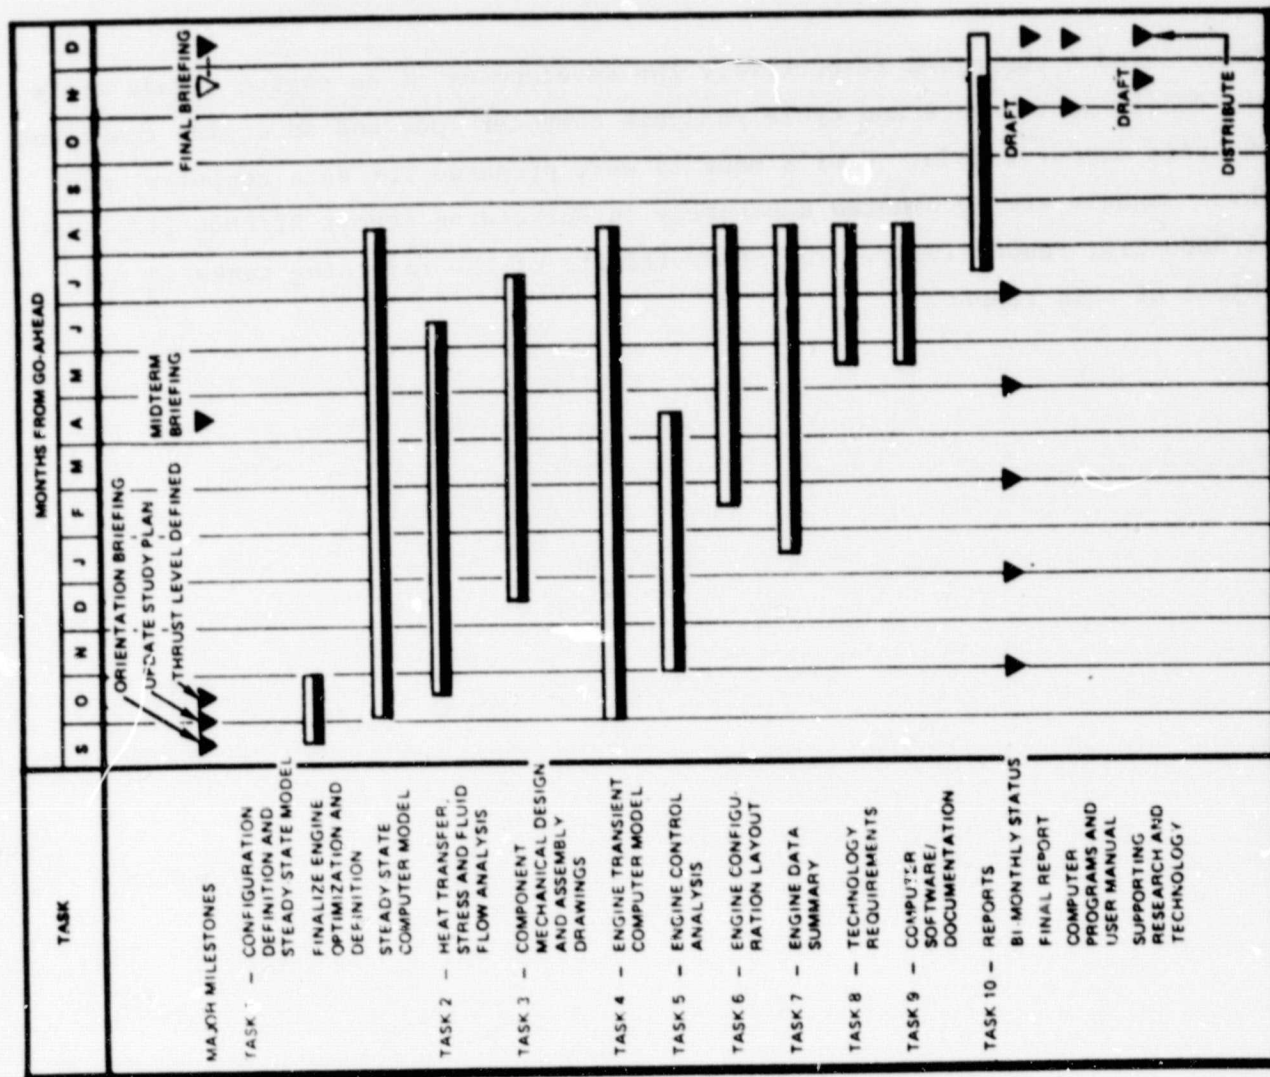 TASK
MONTHS FROM GO-AHEAD
S O N D J F M A M J J A S O N D
MAJOR MILESTONES
ORIENTATION BRIEFING
UPDATE STUDY PLAN
THRUST LEVEL DEFINED
MIDTERM
BRIEFING
FINAL BRIEFING
TASK - CONFIGURATION
DEFINITION AND
STEADY STATE MODEL
FINALIZE ENGINE
OPTIMIZATION AND
DEFINITION
STEADY STATE
COMPUTER MODEL
TASK 2 - HEAT TRANSFER,
STRESS AND FLUID
FLOW ANALYSIS
TASK 3 - COMPONENT
MECHANICAL DESIGN
AND ASSEMBLY
DRAWINGS
TASK 4 - ENGINE TRANSIENT
COMPUTER MODEL
TASK 5 - ENGINE CONTROL
ANALYSIS
TASK 6 - ENGINE CONFIGU-
RATION LAYOUT
TASK 7 - ENGINE DATA
SUMMARY
TASK 8 - TECHNOLOGY
REQUIREMENTS
TASK 9 - COMPUTER
SOFTWARE/
DOCUMENTATION
TASK 10 - REPORTS
BI-MONTHLY STATUS
FINAL REPORT
DRAFT
COMPUTER
PROGRAMS AND
USER MANUAL
SUPPORTING
RESEARCH AND
TECHNOLOGY
DRAFT
DISTRIBUTE